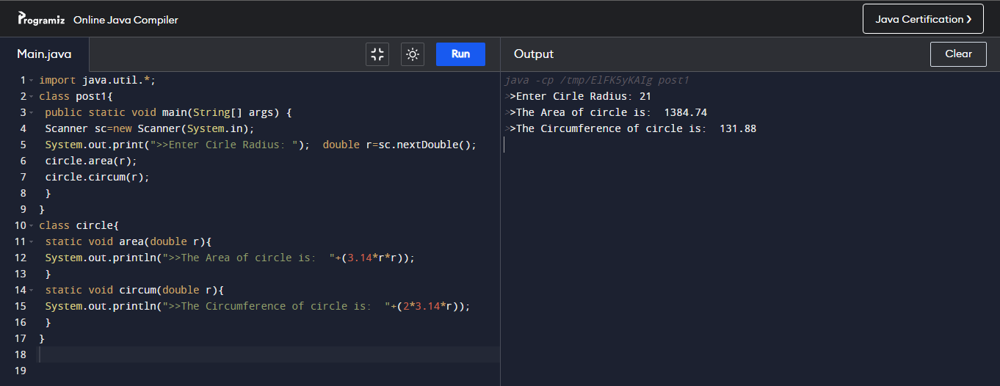 Programiz Online Java Compiler
Java Certification ❯
Main.java
Run
Output
Clear
1 import java.util.*;
2 class post1{
3  public static void main(String[] args) {
4  Scanner sc=new Scanner(System.in);
5  System.out.print(">>Enter Cirle Radius: ");  double r=sc.nextDouble();
6  circle.area(r);
7  circle.circum(r);
8  }
9 }
10 class circle{
11  static void area(double r){
12  System.out.println(">>The Area of circle is:  "+(3.14*r*r));
13  }
14  static void circum(double r){
15  System.out.println(">>The Circumference of circle is:  "+(2*3.14*r));
16  }
17 }
18
19
java -cp /tmp/ElFK5yKAIg post1
>>Enter Cirle Radius: 21
>>The Area of circle is:  1384.74
>>The Circumference of circle is:  131.88